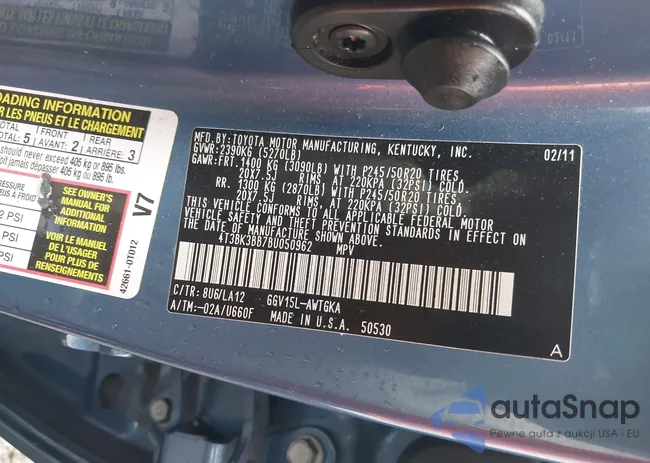 LOADING INFORMATION
R LES PNEUS ET LE CHARGEMENT
TOTAL 5 FRONT AVANT: 2 REAR ARRIÈRE: 3
should never exceed 405 kg or 895 lb.
doit jamais dépasser 405 kg ou 895 lb.
PRESSURE
PSI
PSI
SEE OWNER'S
MANUAL FOR
ADDITIONAL
INFORMATION
VOIR LE MANUEL
DE L'USAGER
POUR PLUS DE
RENSEIGNEMENTS
V7
42661-0T012
MFD.BY:TOYOTA MOTOR MANUFACTURING, KENTUCKY, INC. 02/11
GVWR:2390KG (5270LB)
GAWR:FRT.1400 KG (3090LB) WITH P245/50R20 TIRES
20X7.5J RIMS, AT 220KPA (32PSI) COLD.
RR. 1300 KG (2870LB) WITH P245/50R20 TIRES
20X7.5J RIMS, AT 220KPA (32PSI) COLD.
THIS VEHICLE CONFORMS TO ALL APPLICABLE FEDERAL MOTOR
VEHICLE SAFETY, AND THEFT PREVENTION STANDARDS IN EFFECT ON
THE DATE OF MANUFACTURE SHOWN ABOVE.
4T3BK3BB7BU050962 MPV
C/TR: 8U6/LA12 GGV15L-AWTGKA
A/TM:-02A/U660F MADE IN U.S.A. 50530 A
autoSnap
Pewne auta z aukcji USA i EU